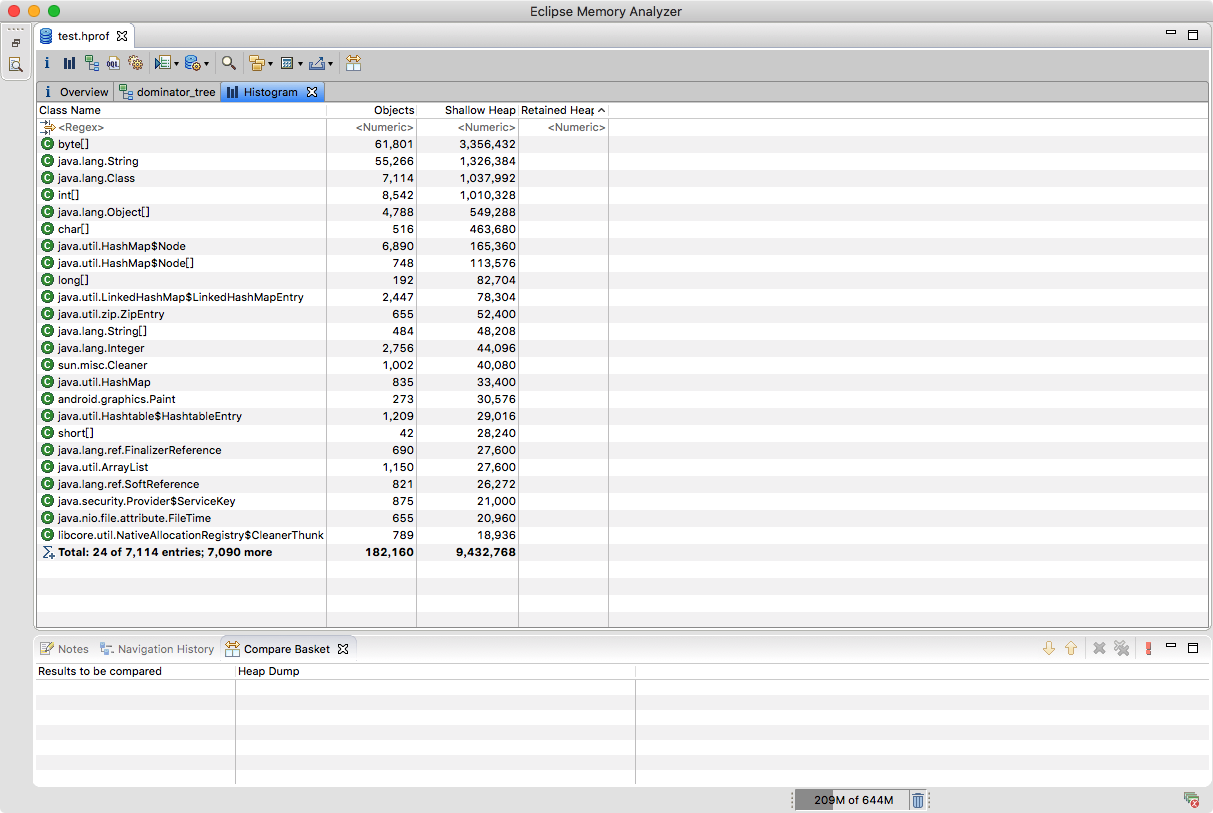 Eclipse Memory Analyzer
test.hprof
i OQL
i Overview dominator_tree Histogram
Class Name Objects Shallow Heap Retained Heap
<Regex> <Numeric> <Numeric> <Numeric>
C byte[] 61,801 3,356,432
C java.lang.String 55,266 1,326,384
C java.lang.Class 7,114 1,037,992
C int[] 8,542 1,010,328
C java.lang.Object[] 4,788 549,288
C char[] 516 463,680
C java.util.HashMap$Node 6,890 165,360
C java.util.HashMap$Node[] 748 113,576
C long[] 192 82,704
C java.util.LinkedHashMap$LinkedHashMapEntry 2,447 78,304
C java.util.zip.ZipEntry 655 52,400
C java.lang.String[] 484 48,208
C java.lang.Integer 2,756 44,096
C sun.misc.Cleaner 1,002 40,080
C java.util.HashMap 835 33,400
C android.graphics.Paint 273 30,576
C java.util.Hashtable$HashtableEntry 1,209 29,016
C short[] 42 28,240
C java.lang.ref.FinalizerReference 690 27,600
C java.util.ArrayList 1,150 27,600
C java.lang.ref.SoftReference 821 26,272
C java.security.Provider$ServiceKey 875 21,000
C java.nio.file.attribute.FileTime 655 20,960
C libcore.util.NativeAllocationRegistry$CleanerThunk 789 18,936
Total: 24 of 7,114 entries; 7,090 more 182,160 9,432,768
Notes Navigation History Compare Basket
Results to be compared Heap Dump
209M of 644M